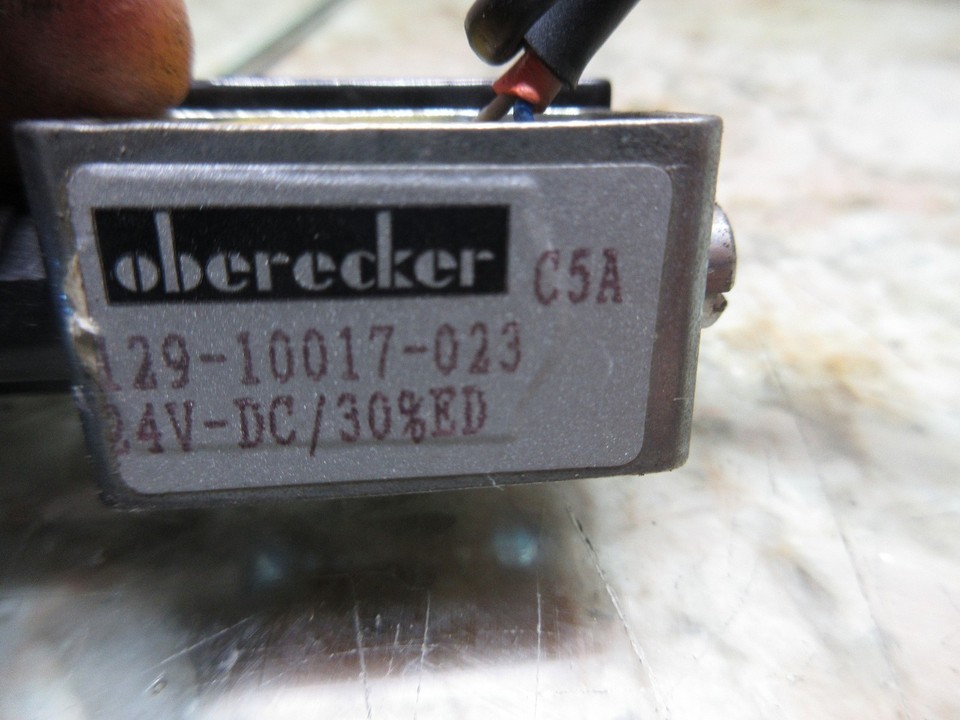 oberecker
C5A
129-10017-023
24V-DC/30%ED